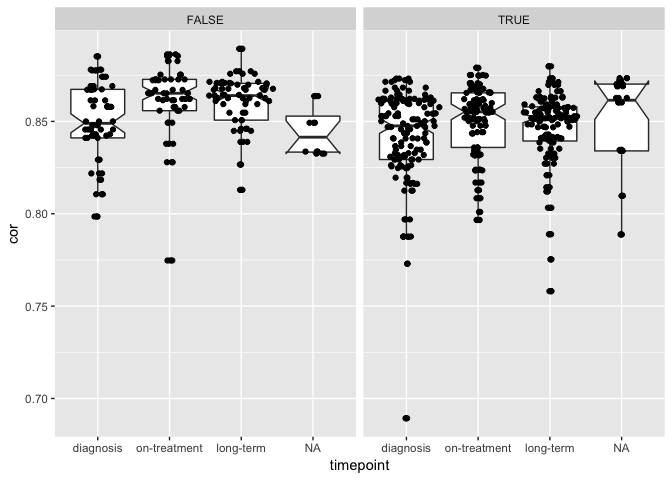 FALSE TRUE
cor
0.85
0.80
0.75
0.70
diagnosis on-treatment long-term NA diagnosis on-treatment long-term NA
timepoint